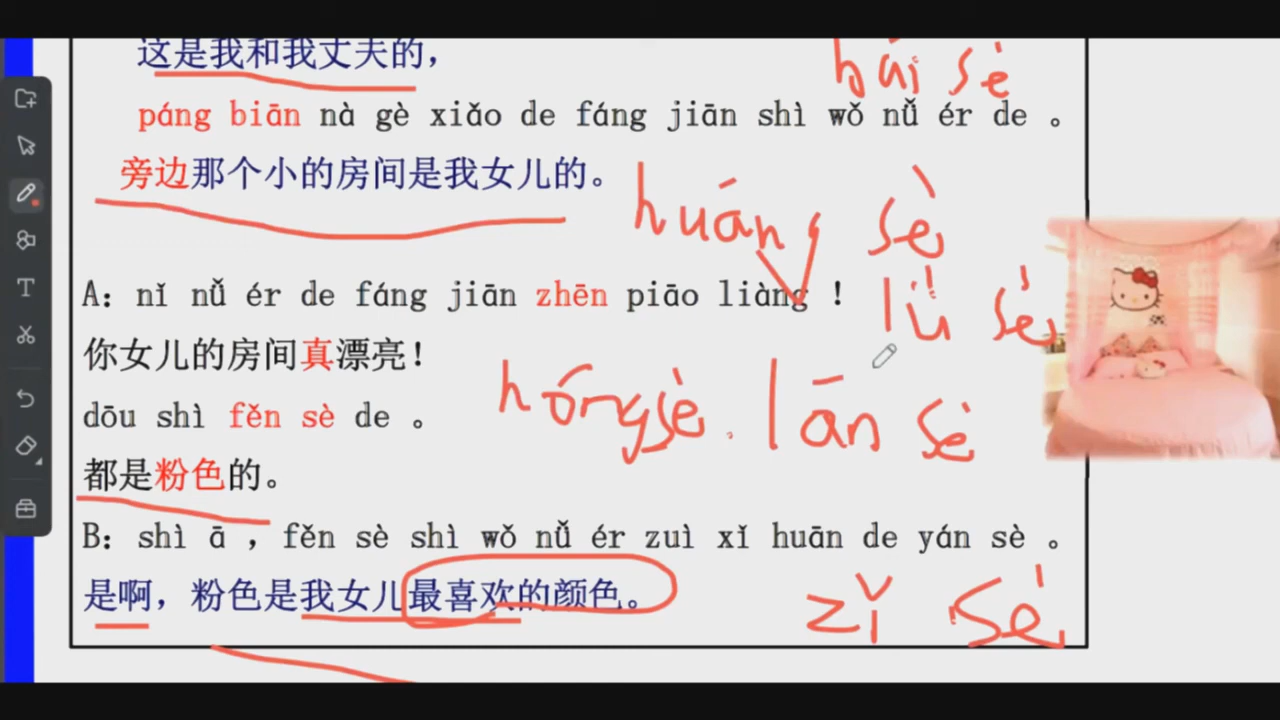 这是我和我丈夫的，
bái sè
páng biān nà gè xiǎo de fáng jiān shì wǒ nǚ ér de 。
旁边那个小的房间是我女儿的。
huáng sè
A: nǐ nǚ ér de fáng jiān zhēn piāo liàng !
lǜ sè
你女儿的房间真漂亮！
dōu shì fěn sè de 。
hóngsè. lān sè
都是粉色的。
B: shì ā ，fěn sè shì wǒ nǚ ér zuì xǐ huān de yán sè 。
是啊，粉色是我女儿最喜欢的颜色。
zǐ sè